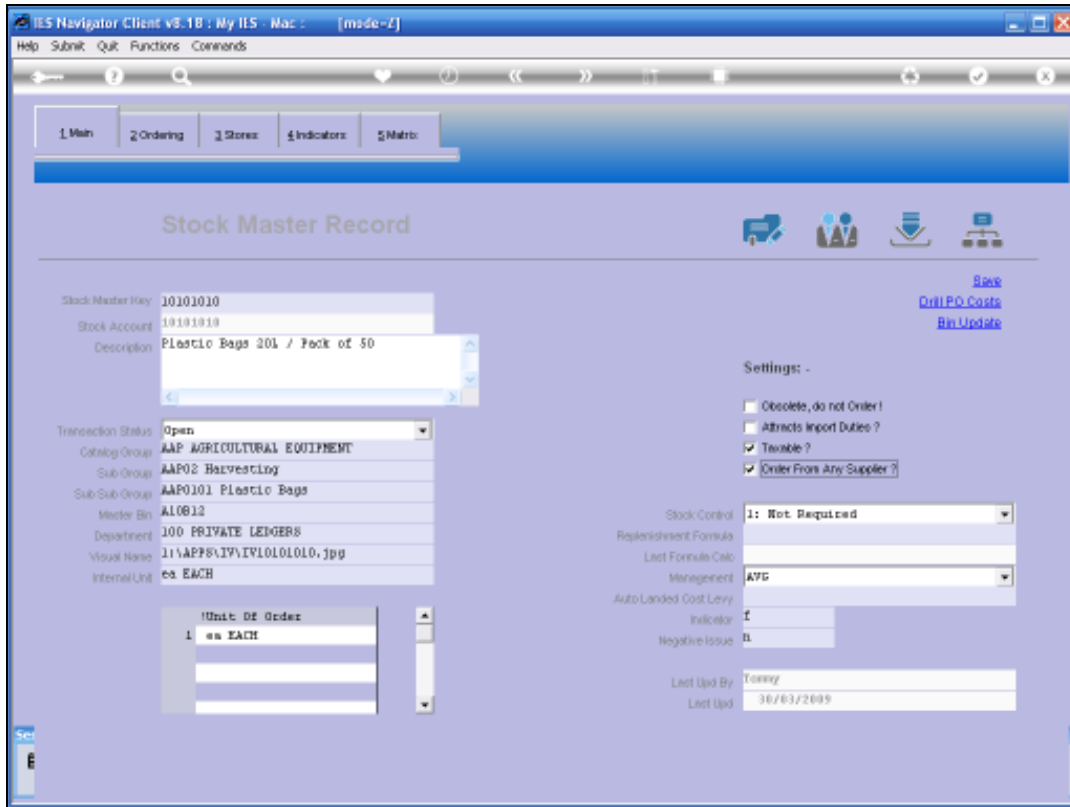 IES Navigator Client v8.1B : My IES - Mac : [mode=Z]
Help Submit Quit Functions Commands
1 Main 2 Ordering 3 Stores 4 Indicators 5 Matrix
Stock Master Record
Save
Drill PO Costs
Bin Update
Stock Master Key 10101010
Stock Account 10101010
Description Plastic Bags 20L / Pack of 50
Transaction Status Open
Catalog Group AAP AGRICULTURAL EQUIPMENT
Sub Group AAP02 Harvesting
Sub Sub Group AAP0101 Plastic Bags
Master Bin A10B12
Department 100 PRIVATE LEDGERS
Visual Name I:\APPS\IV\IV10101010.jpg
Internal Unit ea EACH
!Unit Of Order
1 ea EACH
Settings: -
Obsolete, do not Order !
Attracts Import Duties ?
Taxable ?
Order From Any Supplier ?
Stock Control 1: Not Required
Replenishment Formula
Last Formula Calc
Management AVG
Auto Landed Cost Levy
Indicator f
Negative Issue n
Last Upd By Tommy
Last Upd 30/03/2009